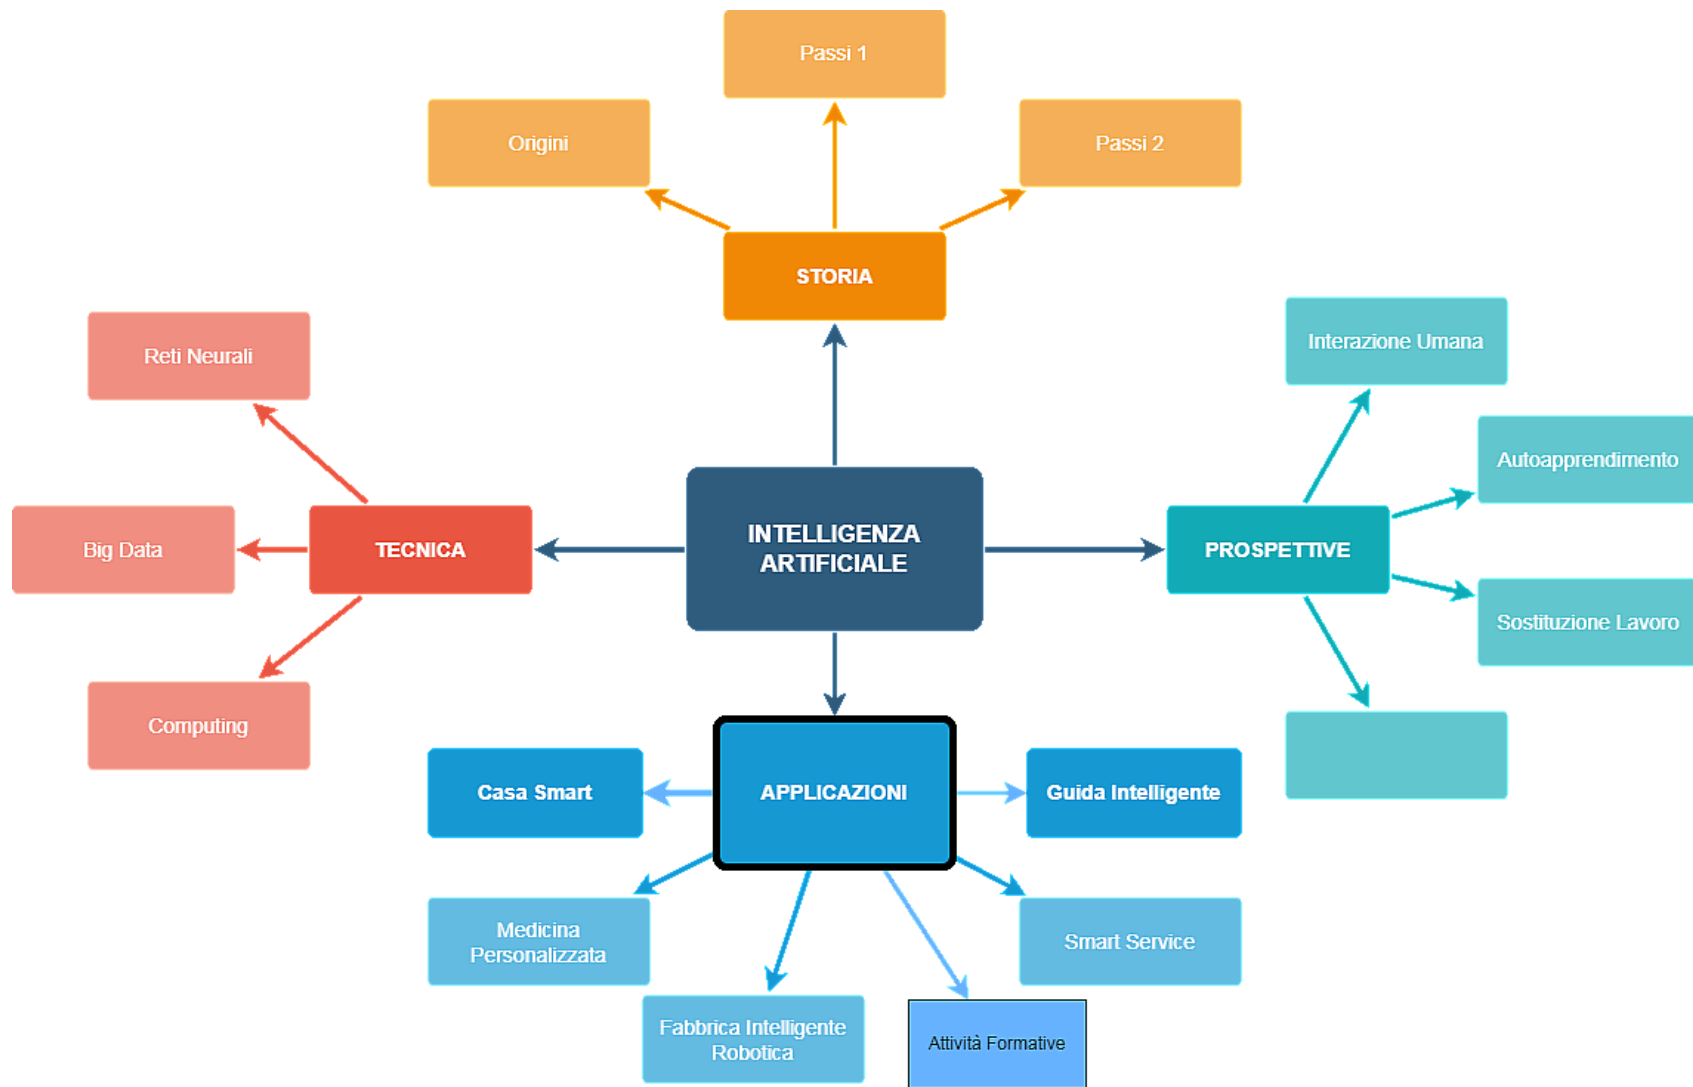 Passi 1
Origini
Passi 2
STORIA
Reti Neurali
Interazione Umana
Autoapprendimento
Big Data
TECNICA
INTELLIGENZA
ARTIFICIALE
PROSPETTIVE
Sostituzione Lavoro
Computing
Casa Smart
APPLICAZIONI
Guida Intelligente
Medicina
Personalizzata
Smart Service
Fabbrica Intelligente
Robotica
Attività Formative